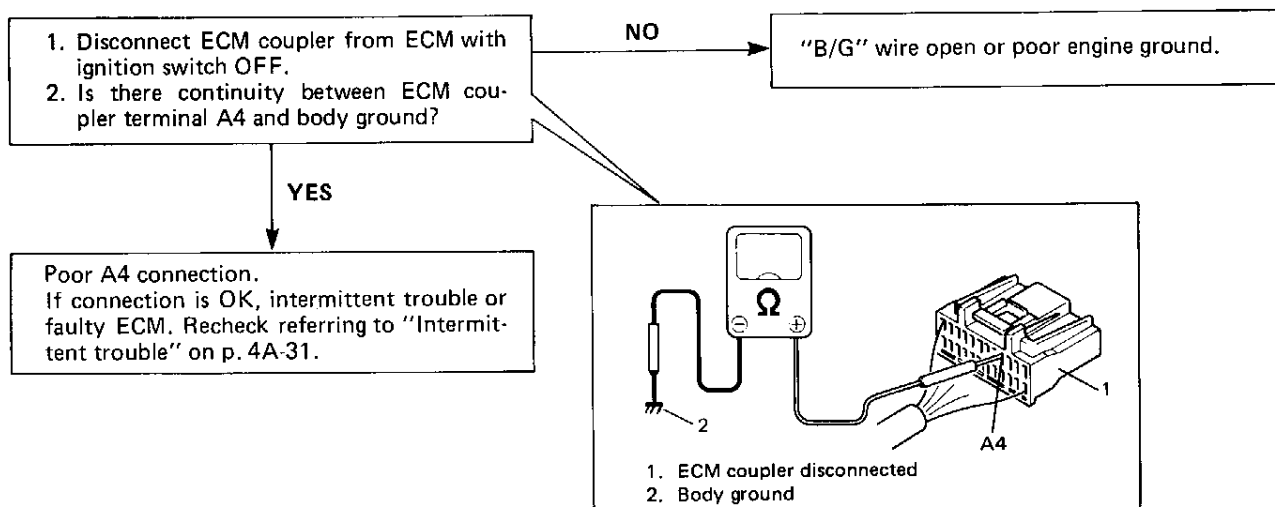 1. Disconnect ECM coupler from ECM with
ignition switch OFF.
2. Is there continuity between ECM cou-
pler terminal A4 and body ground?
NO
"B/G" wire open or poor engine ground.
YES
Poor A4 connection.
If connection is OK, intermittent trouble or
faulty ECM. Recheck referring to "Intermit-
tent trouble" on p. 4A-31.
Ω
⊖ ⊕
1
2
A4
1. ECM coupler disconnected
2. Body ground